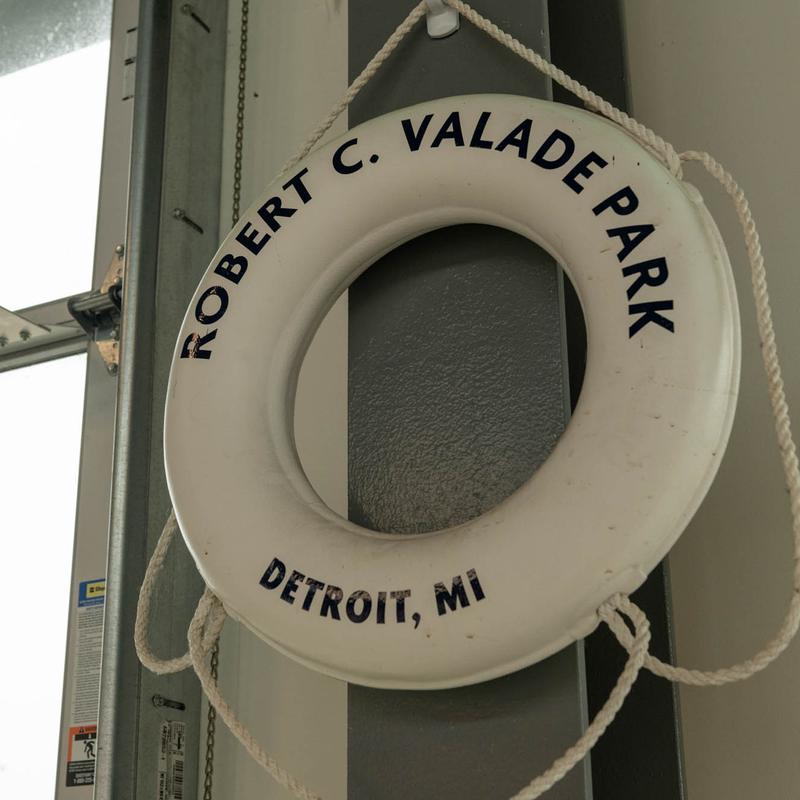 ROBERT C. VALADE PARK
DETROIT, MI